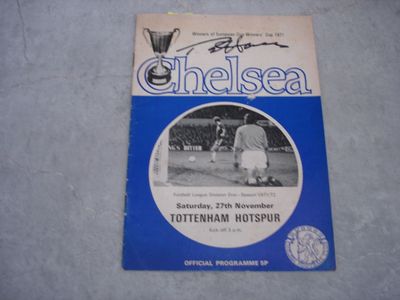 Winners of European Cup Winners' Cup 1971
Chelsea
Football League Division One - Season 1971/72
Saturday, 27th November
TOTTENHAM HOTSPUR
Kick-off 3 p.m.
OFFICIAL PROGRAMME 5P